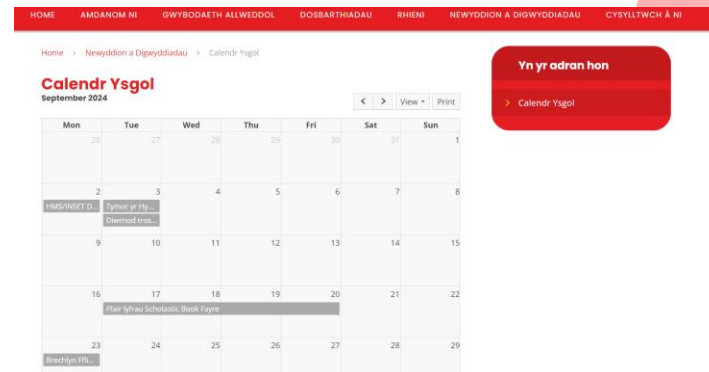 HOME AMDANOM NI GWYBODAETH ALLWEDDOL DOSBARTHIADAU RHIENI NEWYDDION A DIGWYDDIADAU CYSYLLTWCH Â NI
Home > Newyddion a Digwyddiadau > Calendr Ysgol
Calendr Ysgol
September 2024
< > View Print
Mon Tue Wed Thu Fri Sat Sun
26 27 28 29 30 31 1
2 3 4 5 6 7 8
HMS/INSET D... Tymor yr Hy...
Diwrnod tros...
9 10 11 12 13 14 15
16 17 18 19 20 21 22
Ffair lyfrau Scholastic Book Fayre
23 24 25 26 27 28 29
Brechlyn Ffli...
Yn yr adran hon
> Calendr Ysgol